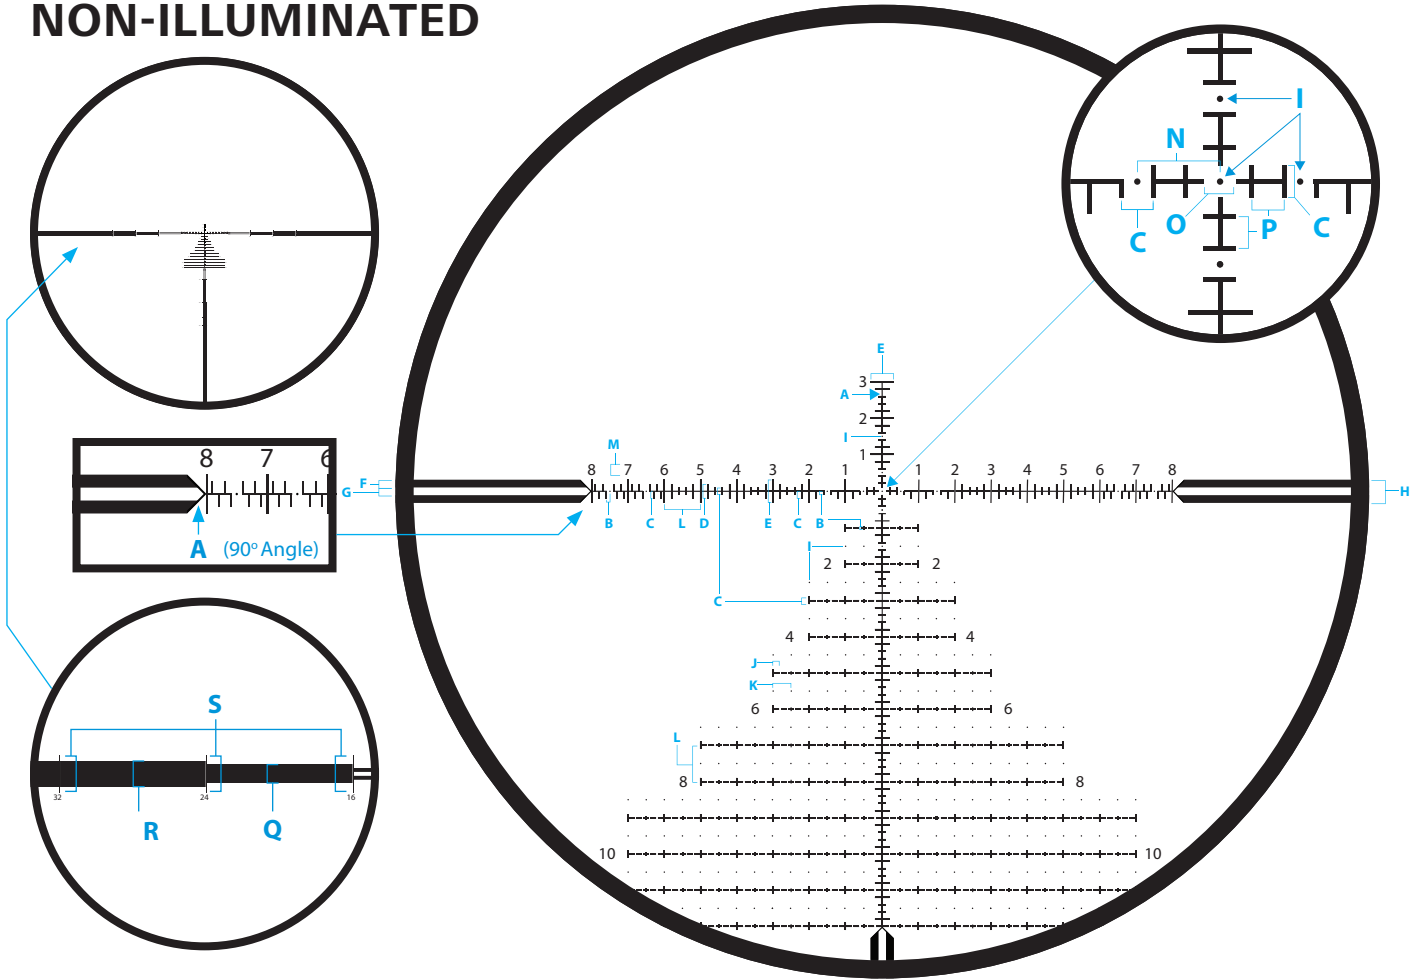 NON-ILLUMINATED
I
N
C
O
P
C
E
3
A
2
I
1
M
8 7 6 5 4 3 2 1 1 2 3 4 5 6 7 8
F
G
H
B C L D E C B
8 7 6
A (90º Angle)
I
2 2
C
4 4
J
K
6 6
L
8 8
10 10
S
32 24 16
R Q